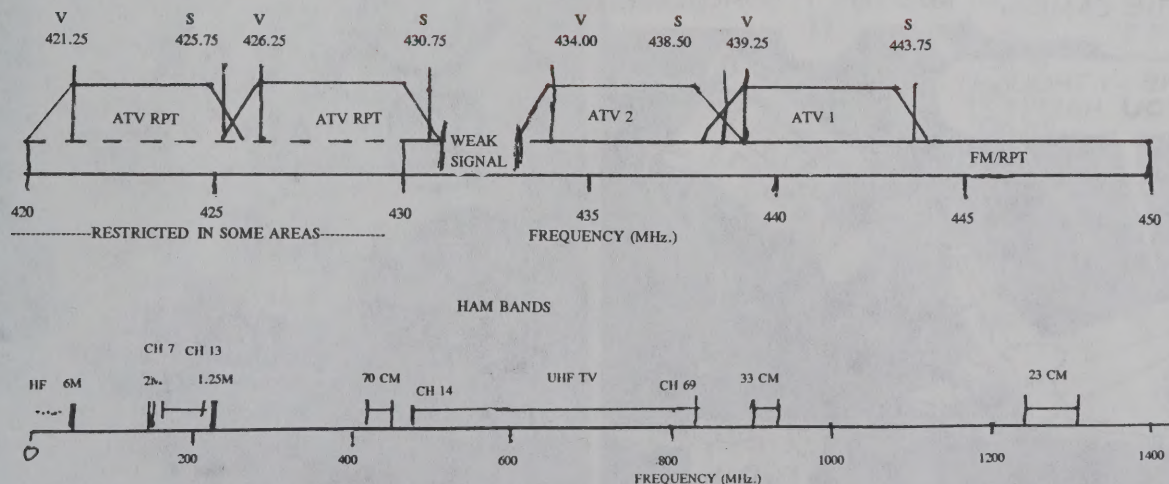 V S V S V S V S
421.25 425.75 426.25 430.75 434.00 438.50 439.25 443.75
ATV RPT ATV RPT WEAK SIGNAL ATV 2 ATV 1
FM/RPT
420 425 430 435 440 445 450
------------RESTRICTED IN SOME AREAS------------ FREQUENCY (MHz.)
HAM BANDS
CH 7 CH 13
HF 6M 2M. 1.25M 70 CM CH 14 UHF TV CH 69 33 CM 23 CM
0 200 400 600 800 1000 1200 1400
FREQUENCY (MHz.)